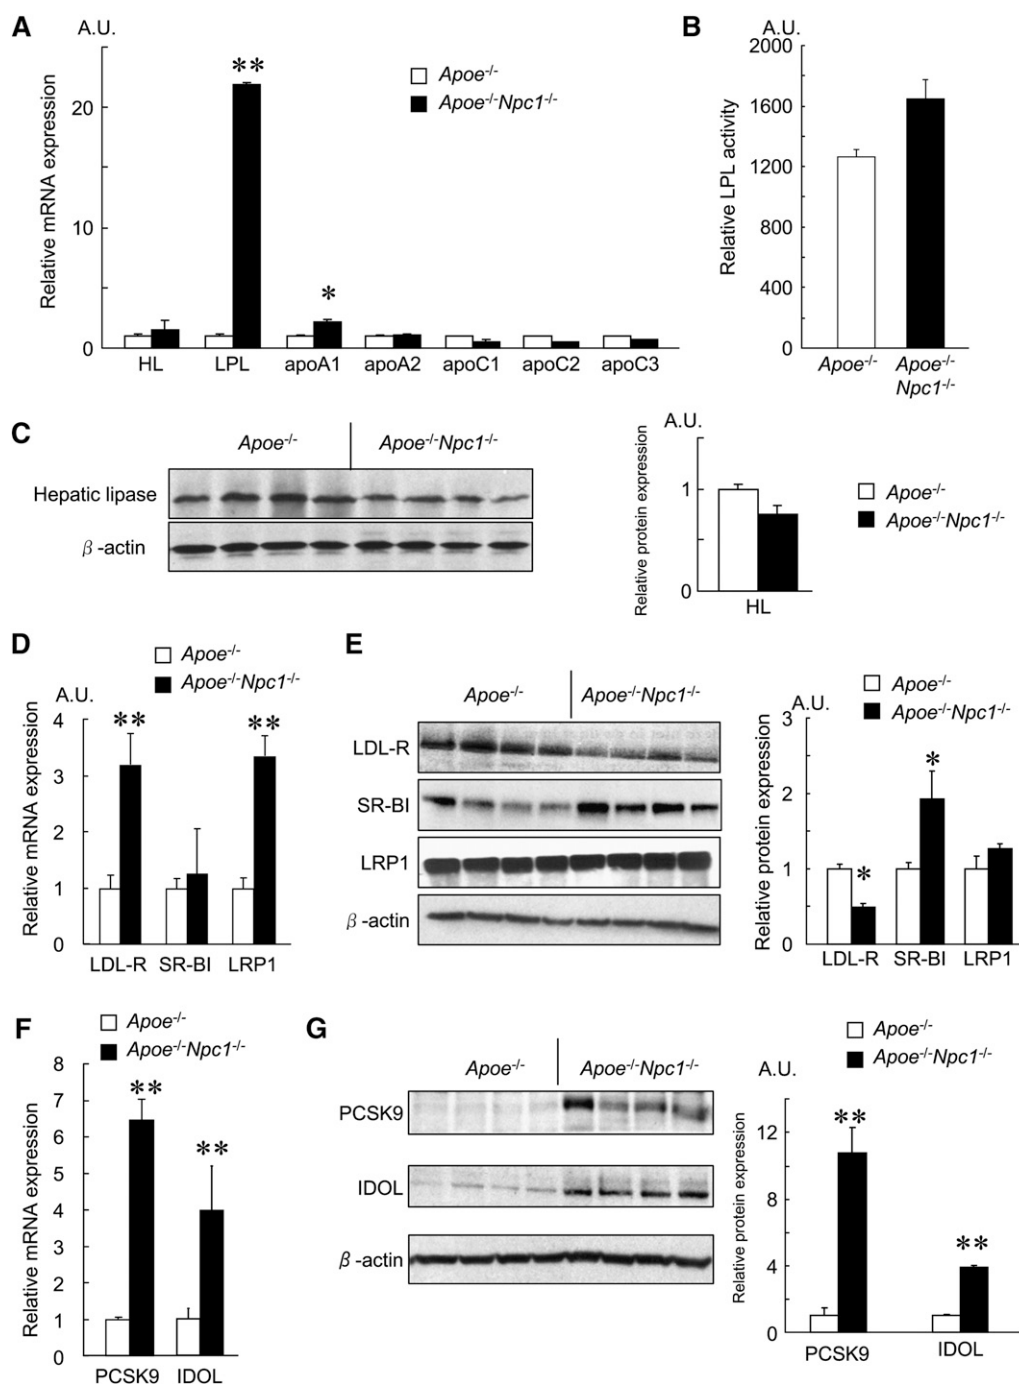 A
A.U.
Relative mRNA expression
20
10
0
**
*
Apoe-/-
Apoe-/-Npc1-/-
HL LPL apoA1 apoA2 apoC1 apoC2 apoC3
B
A.U.
Relative LPL activity
2000
1600
1200
800
400
0
Apoe-/- Apoe-/-
Npc1-/-
C
Apoe-/- Apoe-/-Npc1-/-
Hepatic lipase
β-actin
A.U.
Relative protein expression
1
0
HL
Apoe-/-
Apoe-/-Npc1-/-
D
Apoe-/-
Apoe-/-Npc1-/-
A.U.
Relative mRNA expression
4
3
2
1
0
** **
LDL-R SR-BI LRP1
E
Apoe-/- Apoe-/-Npc1-/-
LDL-R
SR-BI
LRP1
β-actin
Apoe-/-
Apoe-/-Npc1-/-
A.U.
Relative protein expression
3
2
1
0
* *
LDL-R SR-BI LRP1
F
Apoe-/-
Apoe-/-Npc1-/-
Relative mRNA expression
8
7
6
5
4
3
2
1
0
** **
PCSK9 IDOL
G
Apoe-/- Apoe-/-Npc1-/-
PCSK9
IDOL
β-actin
Apoe-/-
Apoe-/-Npc1-/-
A.U.
Relative protein expression
12
8
4
0
** **
PCSK9 IDOL